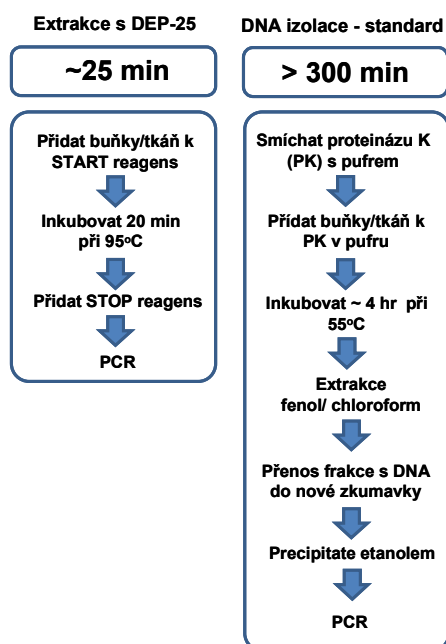 Extrakce s DEP-25
~25 min
Přidat buňky/tkáň k
START reagens
Inkubovat 20 min
při 95ºC
Přidat STOP reagens
PCR
DNA izolace - standard
> 300 min
Smíchat proteinázu K
(PK) s pufrem
Přídat buňky/tkáň k
PK v pufru
Inkubovat ~ 4 hr při
55ºC
Extrakce
fenol/ chloroform
Přenos frakce s DNA
do nové zkumavky
Precipitate etanolem
PCR